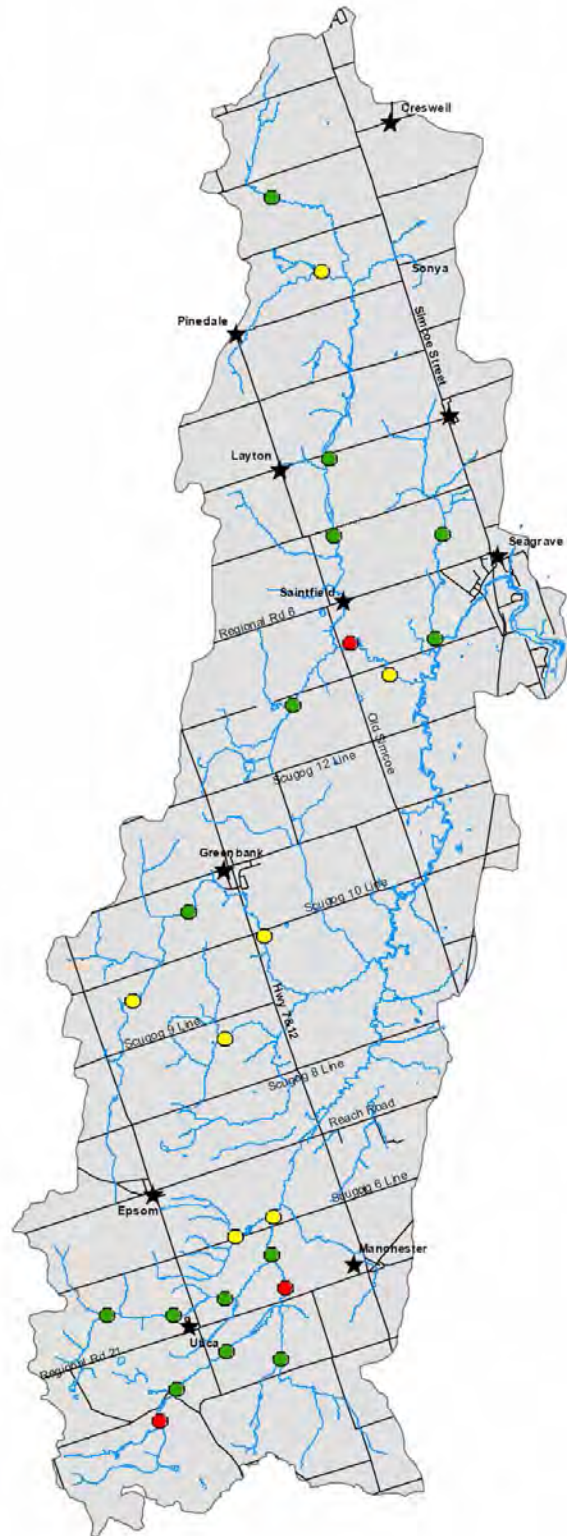 Creswell
Sonya
Pinedale
Simcoe Street
Layton
Seagrave
Saintfield
Regional Rd 6
Old Simcoe
Scugog 12 Line
Greenbank
Scugog 10 Line
Hwy 7&12
Scugog 9 Line
Scugog 8 Line
Reach Road
Scugog 6 Line
Epsom
Manchester
Utica
Regional Rd 21